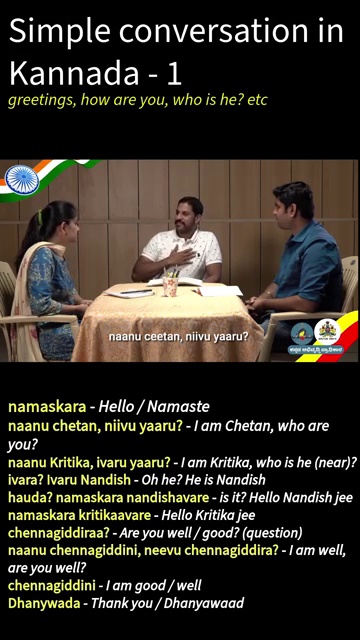 Simple conversation in
Kannada - 1
greetings, how are you, who is he? etc
naanu ceetan, niivu yaaru?
namaskara - Hello / Namaste
naanu chetan, niivu yaaru? - I am Chetan, who are
you?
naanu Kritika, ivaru yaaru? - I am Kritika, who is he (near)?
ivara? Ivaru Nandish - Oh he? He is Nandish
hauda? namaskara nandishavare - is it? Hello Nandish jee
namaskara kritikaavare - Hello Kritika jee
chennagiddiraa? - Are you well / good? (question)
naanu chennagiddini, neevu chennagiddira? - I am well,
are you well?
chennagiddini - I am good / well
Dhanywada - Thank you / Dhanyawaad